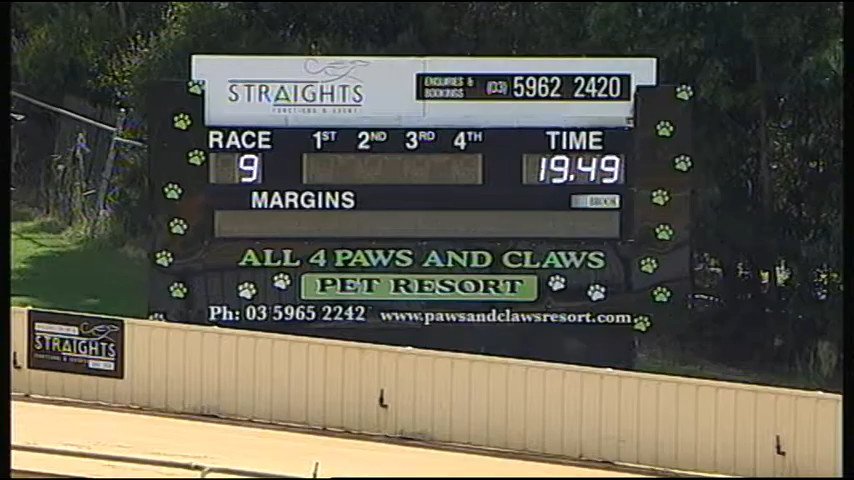 STRAIGHTS
FUNCTIONS & EVENTS
ENQUIRIES & BOOKINGS (03) 5962 2420
RACE 1ST 2ND 3RD 4TH TIME
9 19.49
MARGINS
BROOK
ALL 4 PAWS AND CLAWS
PET RESORT
Ph: 03 5965 2242 www.pawsandclawsresort.com
STRAIGHTS